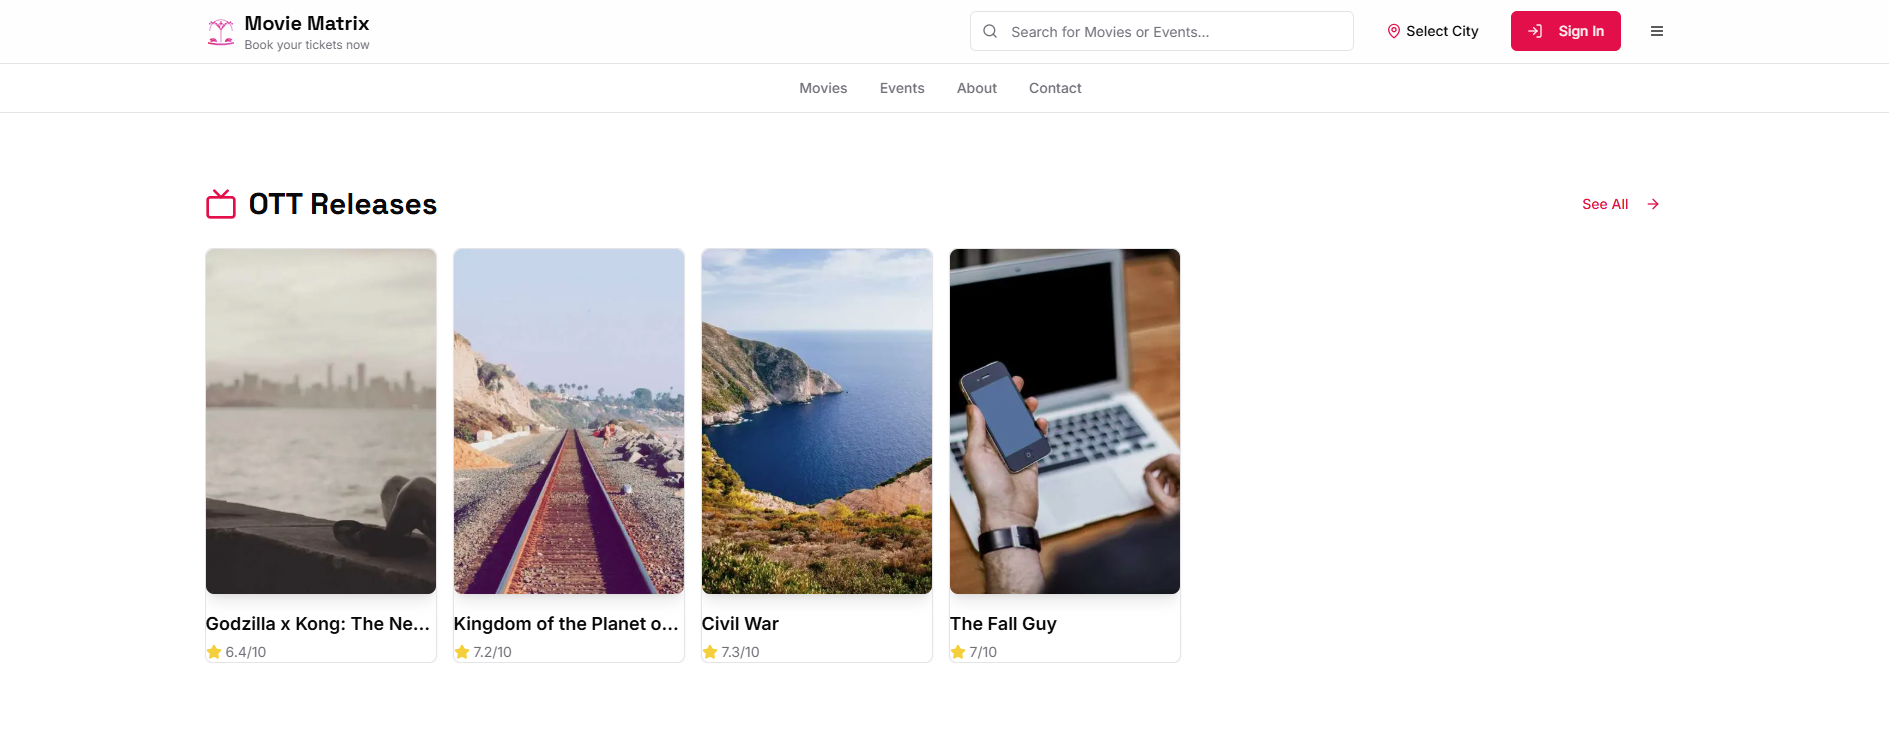 Movie Matrix
Book your tickets now
Search for Movies or Events...
Select City
Sign In
Movies
Events
About
Contact
OTT Releases
See All
Godzilla x Kong: The Ne...
6.4/10
Kingdom of the Planet o...
7.2/10
Civil War
7.3/10
The Fall Guy
7/10